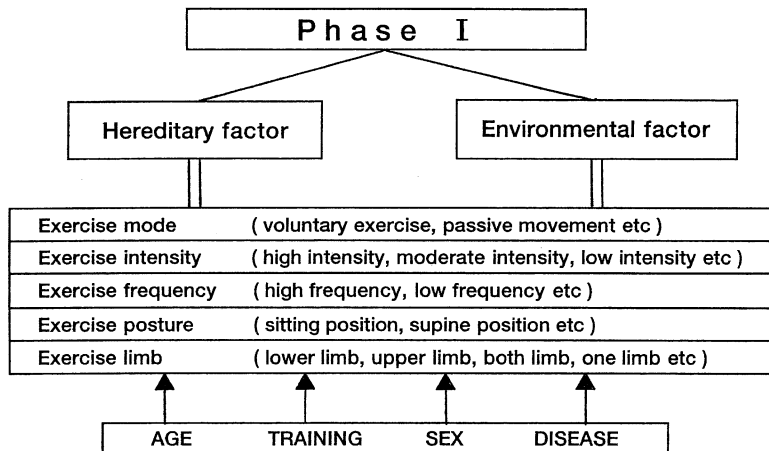 Phase I
Hereditary factor Environmental factor
Exercise mode ( voluntary exercise, passive movement etc )
Exercise intensity ( high intensity, moderate intensity, low intensity etc )
Exercise frequency ( high frequency, low frequency etc )
Exercise posture ( sitting position, supine position etc )
Exercise limb ( lower limb, upper limb, both limb, one limb etc )
AGE TRAINING SEX DISEASE